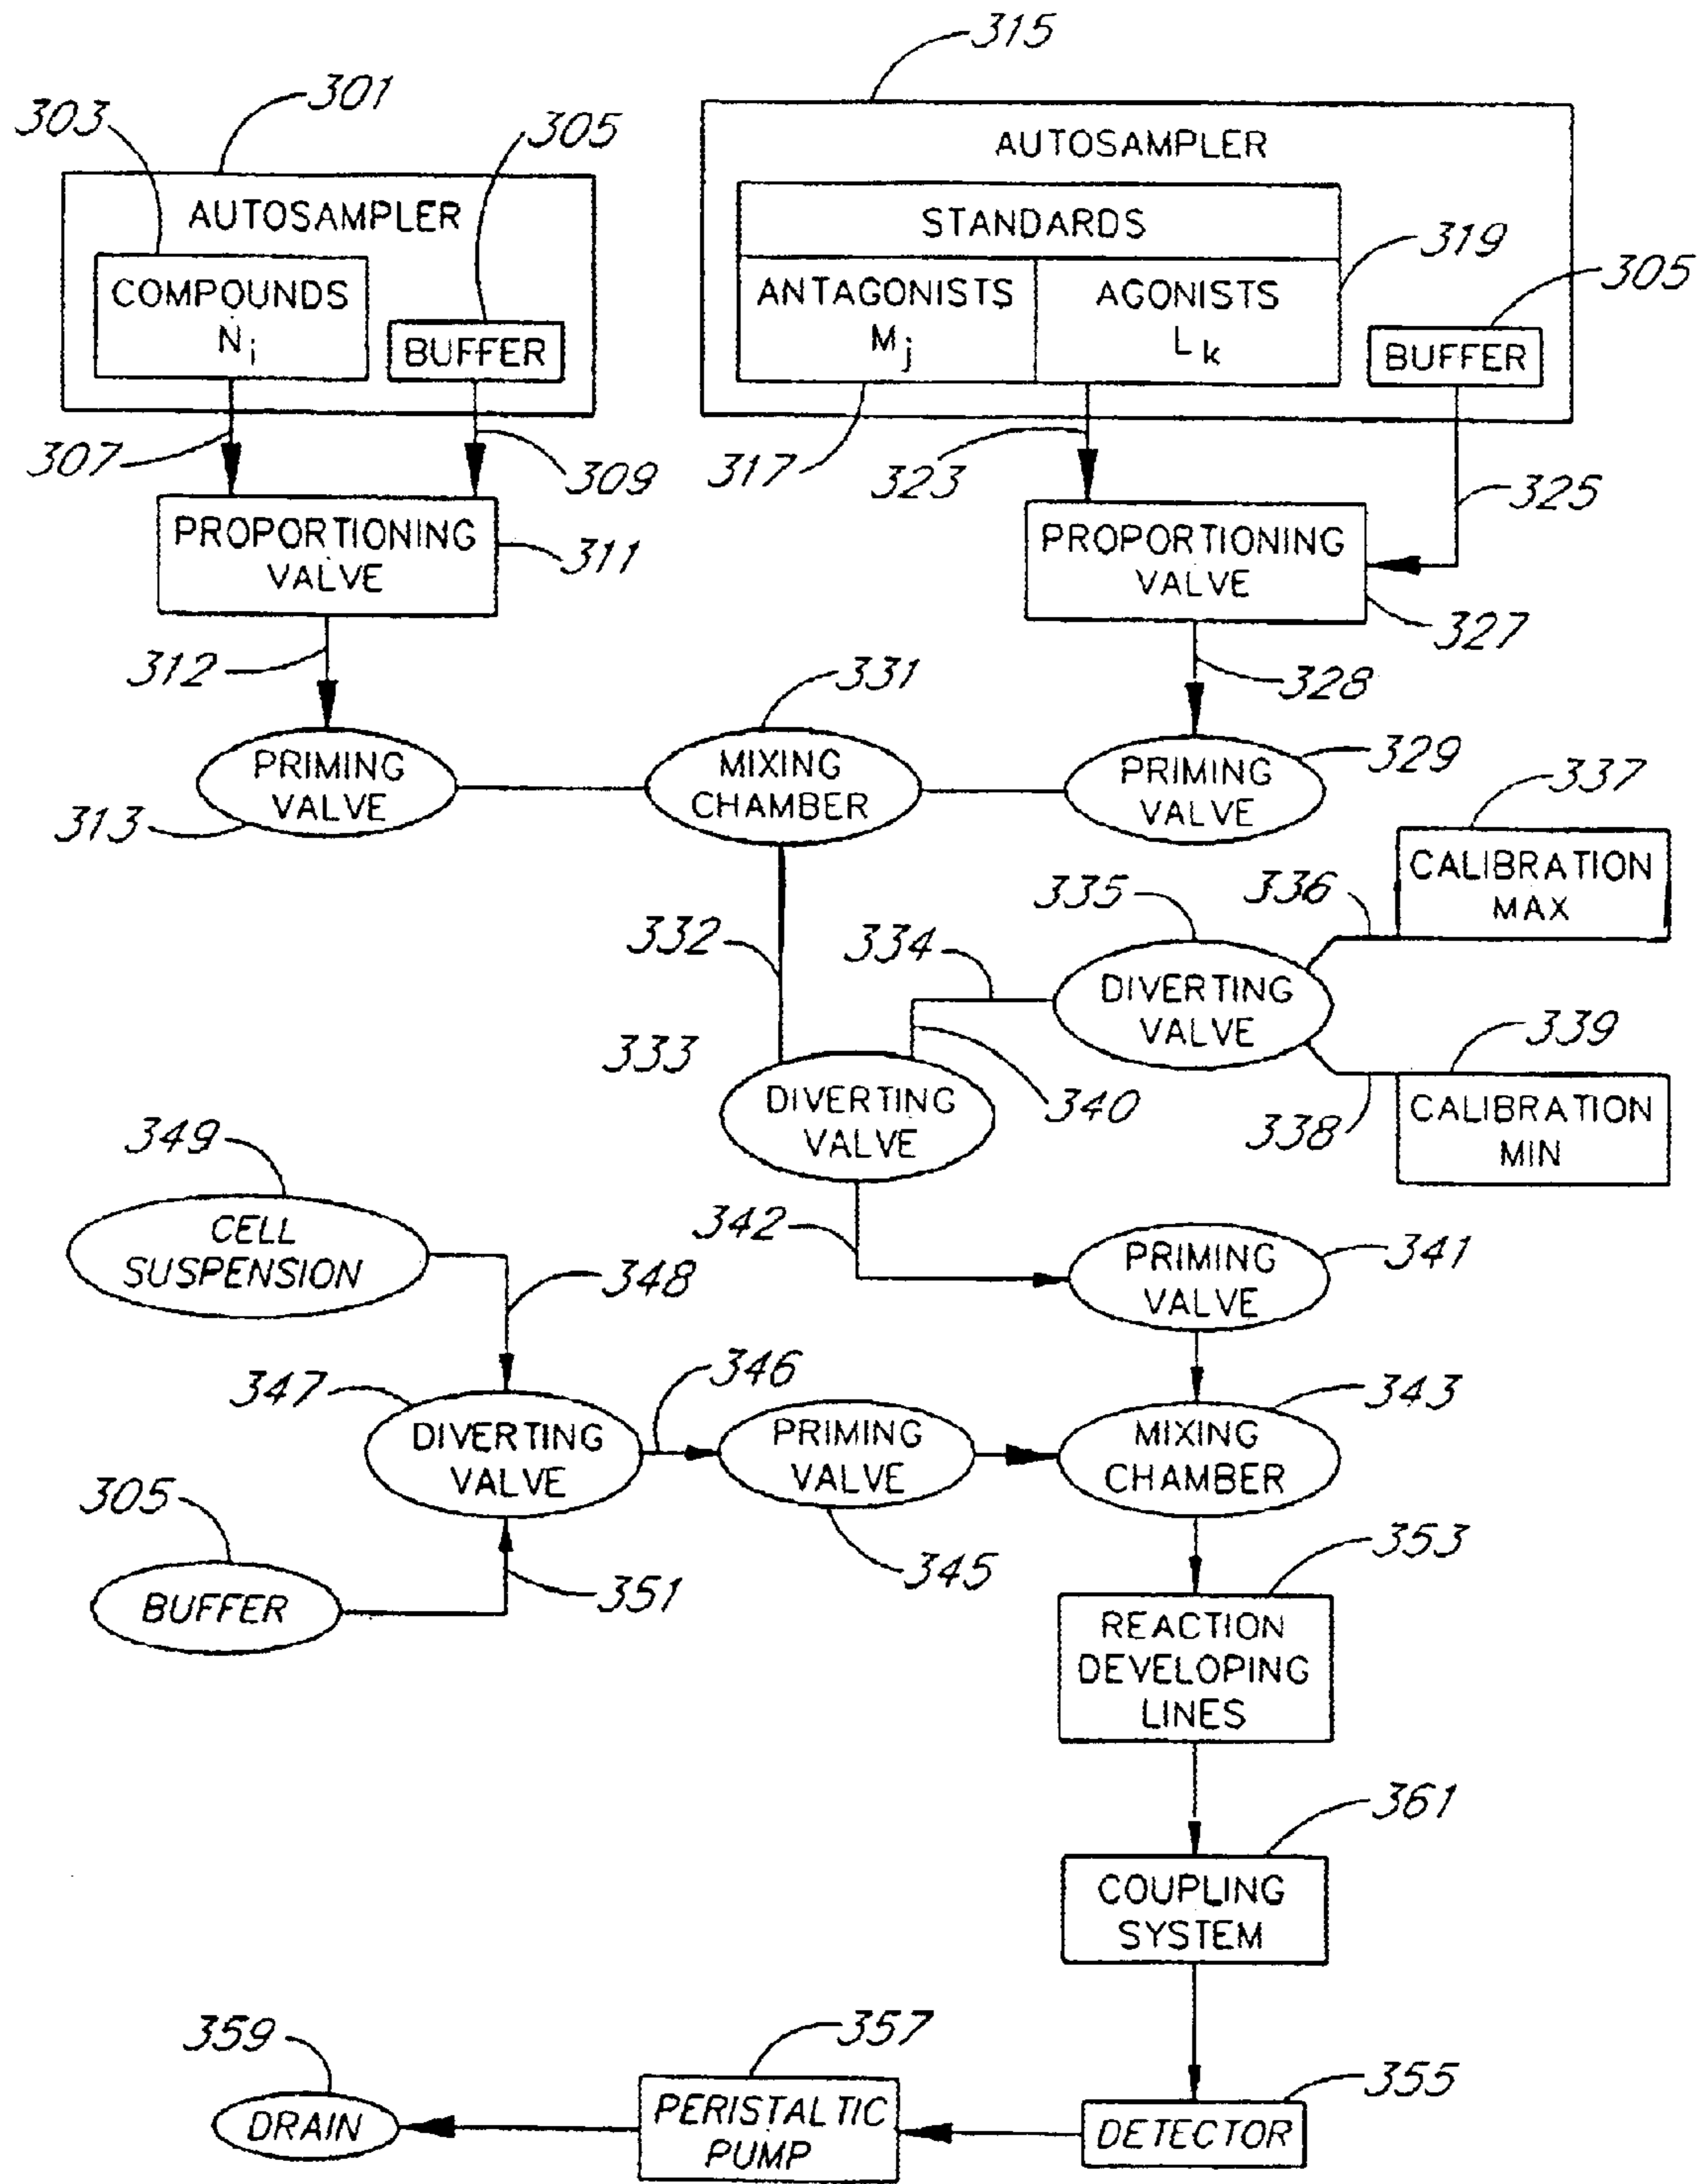 315
301
303
305
AUTOSAMPLER
AUTOSAMPLER
STANDARDS
319
305
COMPOUNDS
N i
BUFFER
ANTAGONISTS
M j
AGONISTS
L k
BUFFER
307
309
317
323
325
PROPORTIONING
VALVE
311
PROPORTIONING
VALVE
327
312
331
328
PRIMING
VALVE
313
MIXING
CHAMBER
PRIMING
VALVE
329
337
CALIBRATION
MAX
335
336
332
334
DIVERTING
VALVE
333
339
340
338
CALIBRATION
MIN
DIVERTING
VALVE
349
CELL
SUSPENSION
342
PRIMING
VALVE
341
348
347
346
343
DIVERTING
VALVE
PRIMING
VALVE
MIXING
CHAMBER
305
BUFFER
351
345
353
REACTION
DEVELOPING
LINES
361
COUPLING
SYSTEM
359
357
355
DRAIN
PERISTALTIC
PUMP
DETECTOR